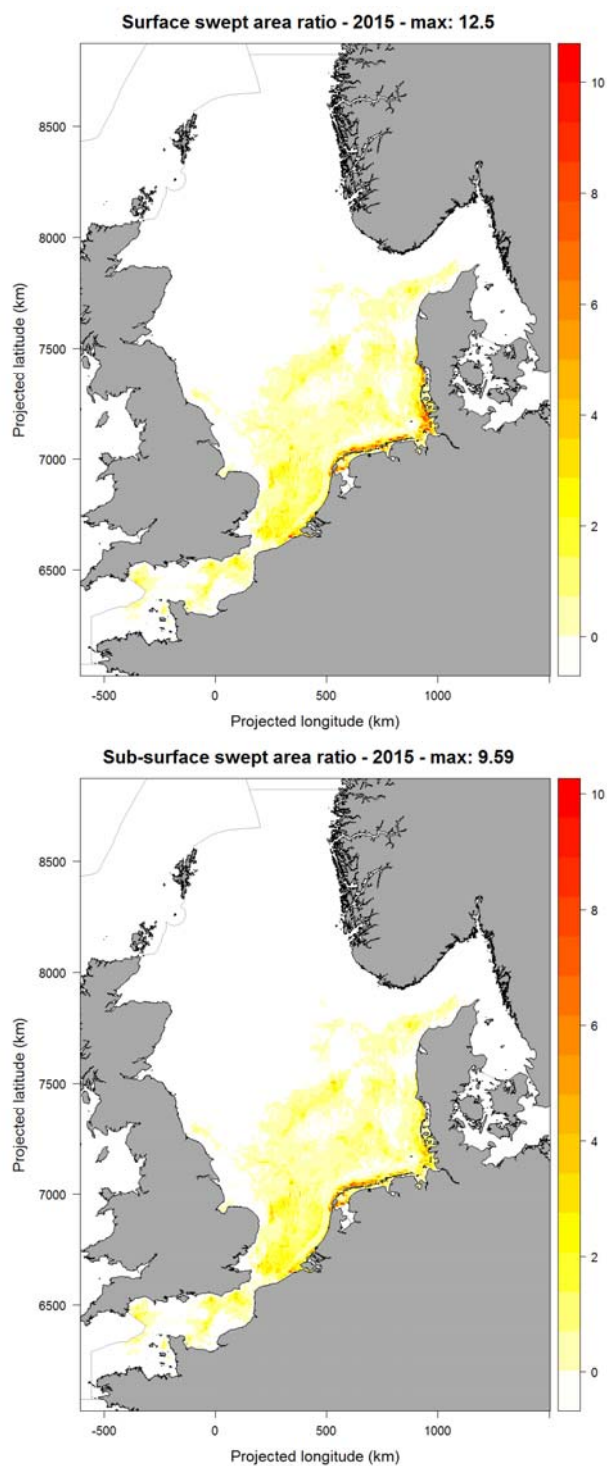 Surface swept area ratio - 2015 - max: 12.5
10
8
6
4
2
0
8500
8000
7500
7000
6500
Projected latitude (km)
-500 0 500 1000
Projected longitude (km)
Sub-surface swept area ratio - 2015 - max: 9.59
10
8
6
4
2
0
8500
8000
7500
7000
6500
Projected latitude (km)
-500 0 500 1000
Projected longitude (km)